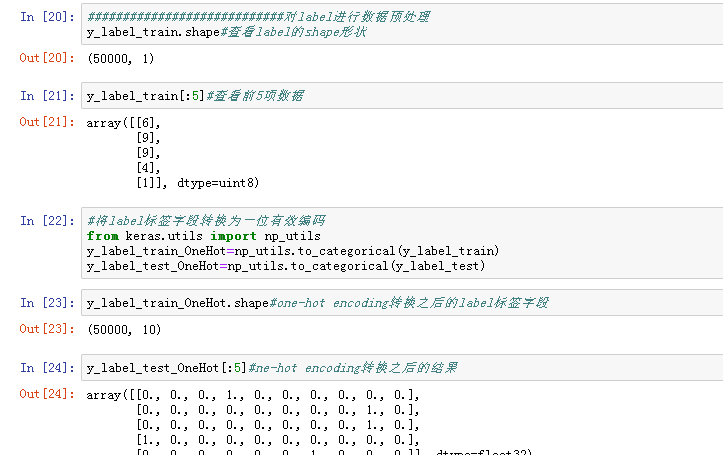 In [20]: ###########################对label进行数据预处理
y_label_train.shape#查看label的shape形状
Out[20]: (50000, 1)
In [21]: y_label_train[:5]#查看前5项数据
Out[21]: array([[6],
[9],
[9],
[4],
[1]], dtype=uint8)
In [22]: #将label标签字段转换为一位有效编码
from keras.utils import np_utils
y_label_train_OneHot=np_utils.to_categorical(y_label_train)
y_label_test_OneHot=np_utils.to_categorical(y_label_test)
In [23]: y_label_train_OneHot.shape#one-hot encoding转换之后的label标签字段
Out[23]: (50000, 10)
In [24]: y_label_test_OneHot[:5]#ne-hot encoding转换之后的结果
Out[24]: array([[0., 0., 0., 1., 0., 0., 0., 0., 0., 0.],
[0., 0., 0., 0., 0., 0., 0., 0., 1., 0.],
[0., 0., 0., 0., 0., 0., 0., 0., 1., 0.],
[1., 0., 0., 0., 0., 0., 0., 0., 0., 0.],
[0., 0., 0., 0., 0., 0., 1., 0., 0., 0.]], dtype=float32)